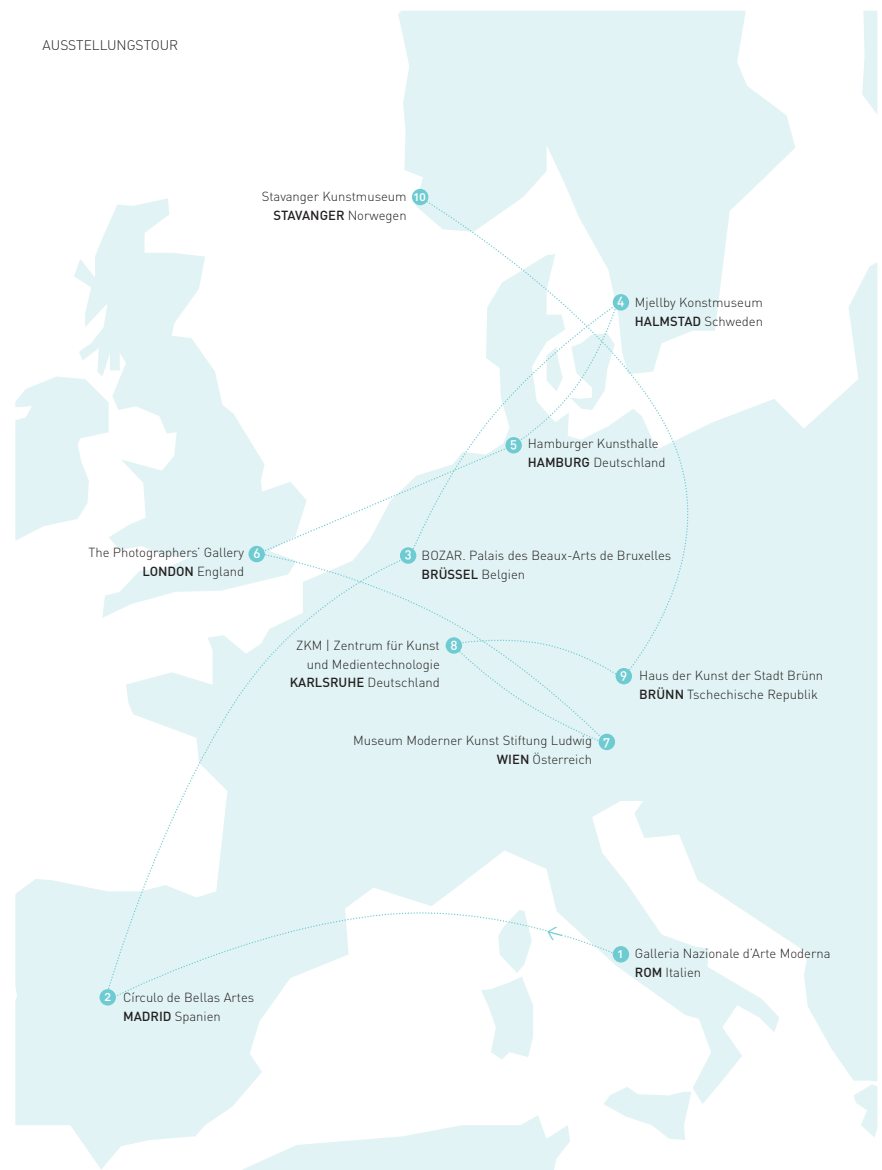 AUSSTELLUNGSTOUR
10
Stavanger Kunstmuseum
STAVANGER Norwegen
4
Mjellby Konstmuseum
HALMSTAD Schweden
5
Hamburger Kunsthalle
HAMBURG Deutschland
6
The Photographers' Gallery
LONDON England
3
BOZAR. Palais des Beaux-Arts de Bruxelles
BRÜSSEL Belgien
8
ZKM | Zentrum für Kunst
und Medientechnologie
KARLSRUHE Deutschland
9
Haus der Kunst der Stadt Brünn
BRÜNN Tschechische Republik
7
Museum Moderner Kunst Stiftung Ludwig
WIEN Österreich
1
Galleria Nazionale d'Arte Moderna
ROM Italien
2
Círculo de Bellas Artes
MADRID Spanien